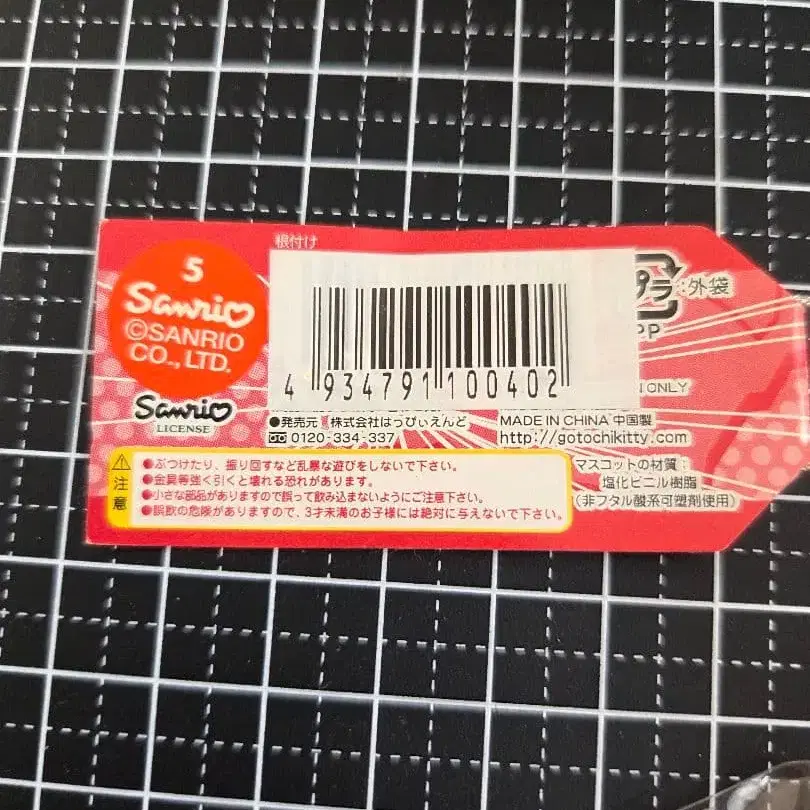 根付け
5
Sanrio
©SANRIO
CO., LTD.
Sanrio
LICENSE
4 934791 100402
プラ:外袋
PP
ONLY
●発売元 株式会社はっぴぃえんど
0120-334-337
MADE IN CHINA 中国製
http://gotochikitty.com
⚠注意
●ぶつけたり、振り回すなど乱暴な遊びをしないで下さい。
●金具等強く引くと壊れる恐れがあります。
●小さな部品がありますので誤って飲み込まないようにご注意下さい。
●誤飲の危険がありますので、3才未満のお子様には絶対に与えないで下さい。
マスコットの材質:
塩化ビニル樹脂
(非フタル酸系可塑剤使用)